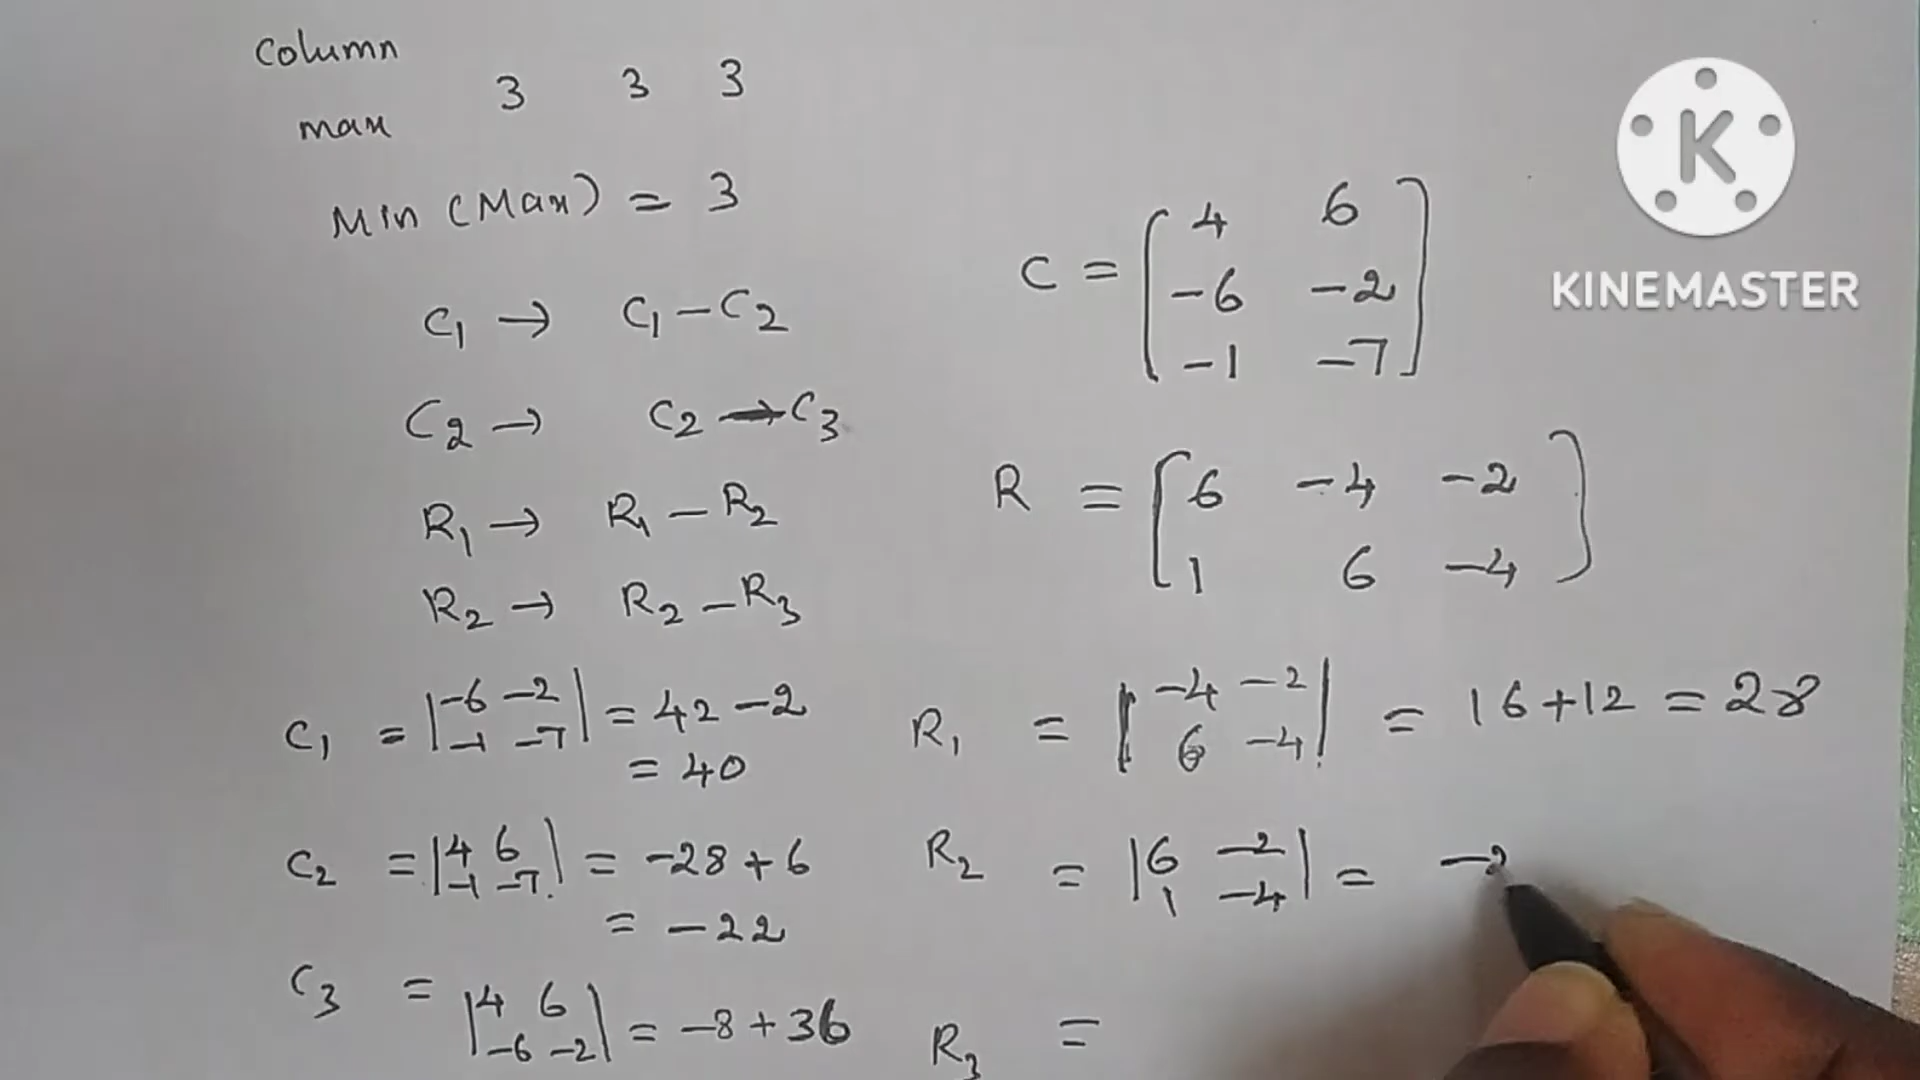 Column
max 3 3 3
Min (Max) = 3
C1 → C1 - C2
C2 → C2 → C3
R1 → R1 - R2
R2 → R2 - R3
C1 = |-6 -2|
|-1 -7| = 42 - 2
= 40
C2 = |4 6|
|-1 -7| = -28 + 6
= -22
C3 = |4 6|
|-6 -2| = -8 + 36
K
KINEMASTER
C = [4 6]
[-6 -2]
[-1 -7]
R = [6 -4 -2]
[1 6 -4]
R1 = |-4 -2|
|6 -4| = 16 + 12 = 28
R2 = |6 -2|
|1 -4| = -2
R3 =